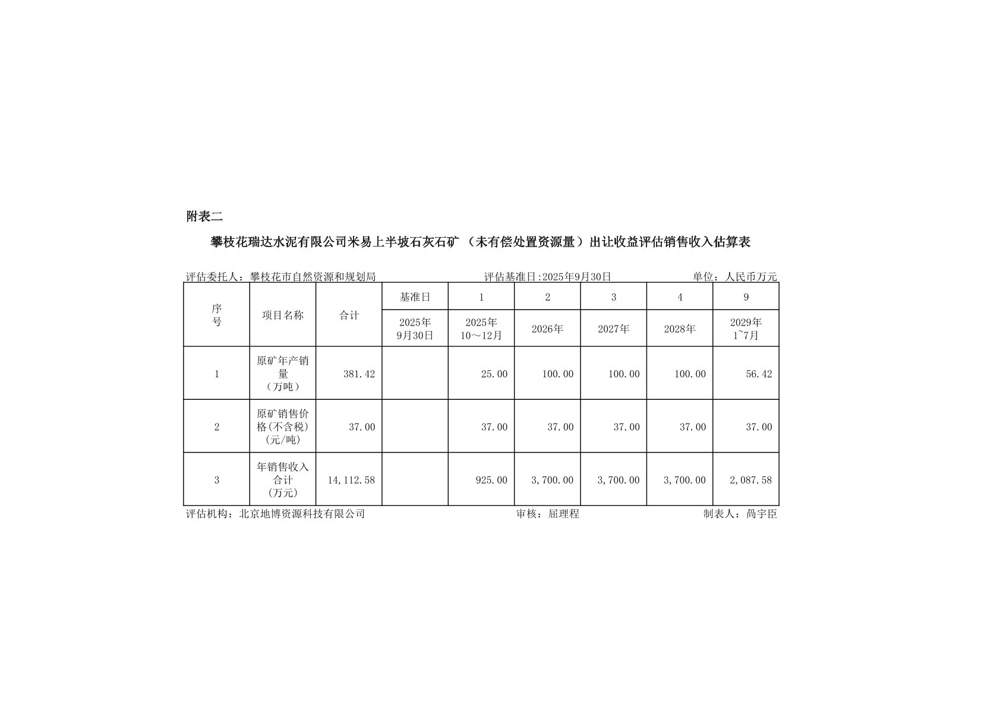 附表二
攀枝花瑞达水泥有限公司米易上半坡石灰石矿（未有偿处置资源量）出让收益评估销售收入估算表
评估委托人：攀枝花市自然资源和规划局 评估基准日:2025年9月30日 单位：人民币万元
序号 项目名称 合计 基准日 1 2 3 4 9
2025年9月30日 2025年10～12月 2026年 2027年 2028年 2029年1~7月
1 原矿年产销量（万吨） 381.42 25.00 100.00 100.00 100.00 56.42
2 原矿销售价格(不含税)(元/吨) 37.00 37.00 37.00 37.00 37.00 37.00
3 年销售收入合计(万元) 14,112.58 925.00 3,700.00 3,700.00 3,700.00 2,087.58
评估机构：北京地博资源科技有限公司 审核：屈理程 制表人：咼宇臣